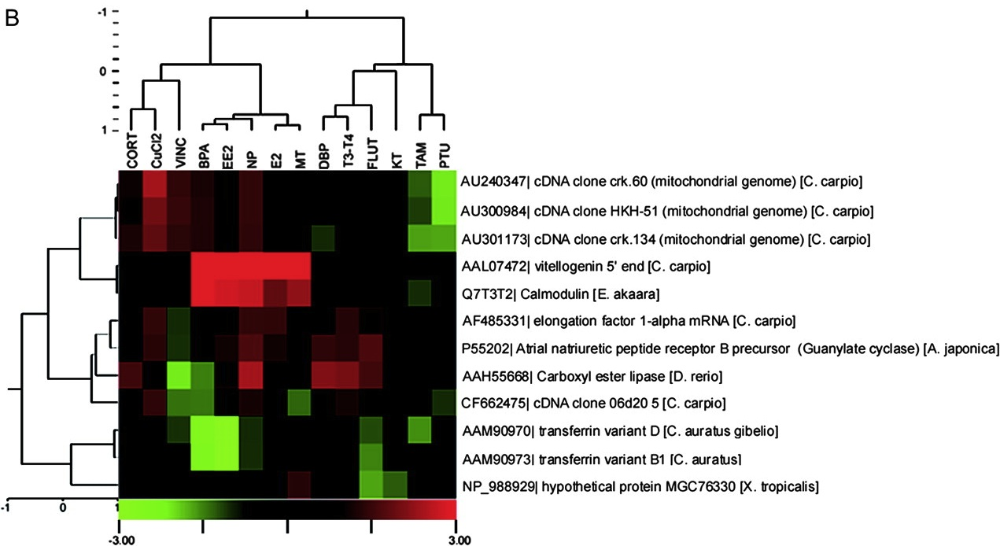 B
-1
0
1
CORT
CuCl2
VINC
BPA
EE2
NP
E2
MT
DBP
T3-T4
FLUT
KT
TAM
PTU
AU240347| cDNA clone crk.60 (mitochondrial genome) [C. carpio]
AU300984| cDNA clone HKH-51 (mitochondrial genome) [C. carpio]
AU301173| cDNA clone crk.134 (mitochondrial genome) [C. carpio]
AAL07472| vitellogenin 5' end [C. carpio]
Q7T3T2| Calmodulin [E. akaara]
AF485331| elongation factor 1-alpha mRNA [C. carpio]
P55202| Atrial natriuretic peptide receptor B precursor (Guanylate cyclase) [A. japonica]
AAH55668| Carboxyl ester lipase [D. rerio]
CF662475| cDNA clone 06d20 5 [C. carpio]
AAM90970| transferrin variant D [C. auratus gibelio]
AAM90973| transferrin variant B1 [C. auratus]
NP_988929| hypothetical protein MGC76330 [X. tropicalis]
-1 0 1
-3.00 3.00